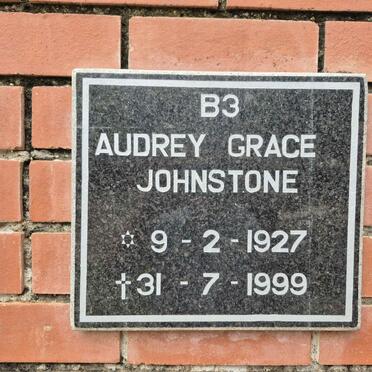 B3
AUDREY GRACE
JOHNSTONE
✡ 9 - 2 - 1927
† 31 - 7 - 1999